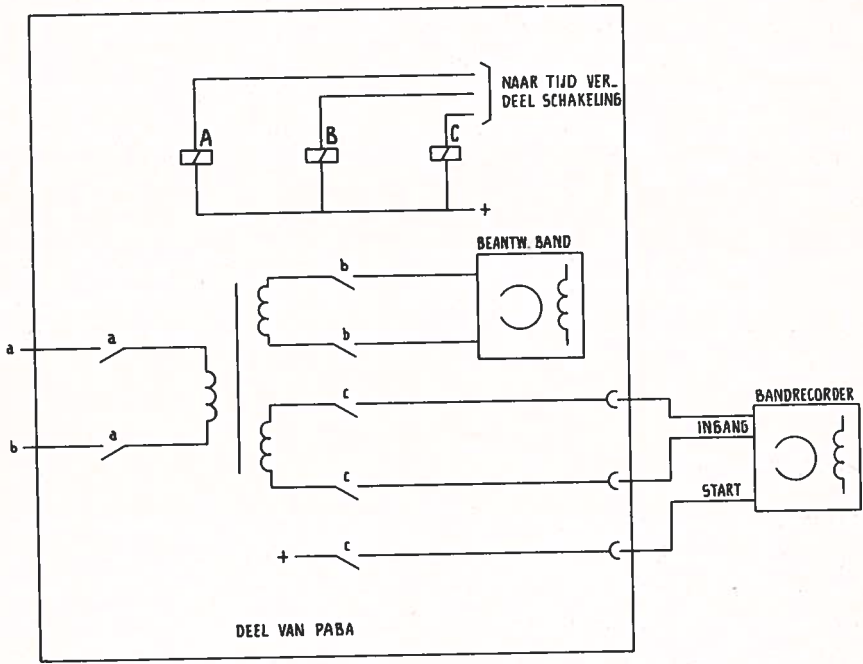 NAAR TIJD VER_
DEEL SCHAKELING
A
B
C
+
BEANTW. BAND
b
b
a
a
b
a
c
BANDRECORDER
INGANG
c
START
+
c
DEEL VAN PABA